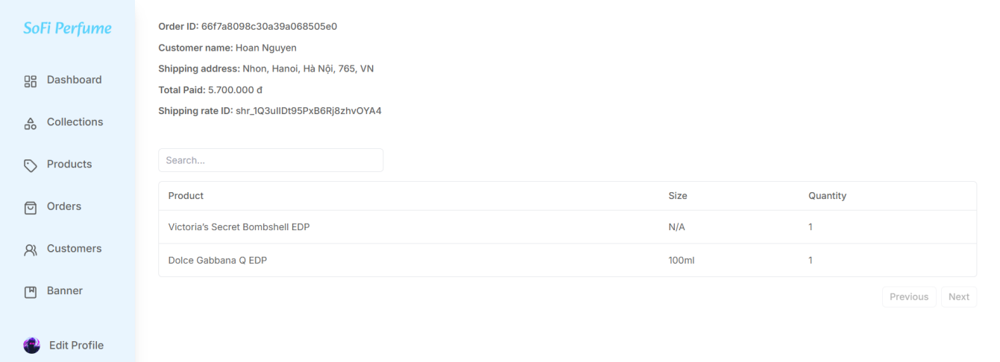 SoFi Perfume
Dashboard
Collections
Products
Orders
Customers
Banner
Edit Profile
Order ID: 66f7a8098c30a39a068505e0
Customer name: Hoan Nguyen
Shipping address: Nhon, Hanoi, Hà Nội, 765, VN
Total Paid: 5.700.000 đ
Shipping rate ID: shr_1Q3uIIDt95PxB6Rj8zhvOYA4
Search...
Product Size Quantity
Victoria’s Secret Bombshell EDP N/A 1
Dolce Gabbana Q EDP 100ml 1
Previous Next